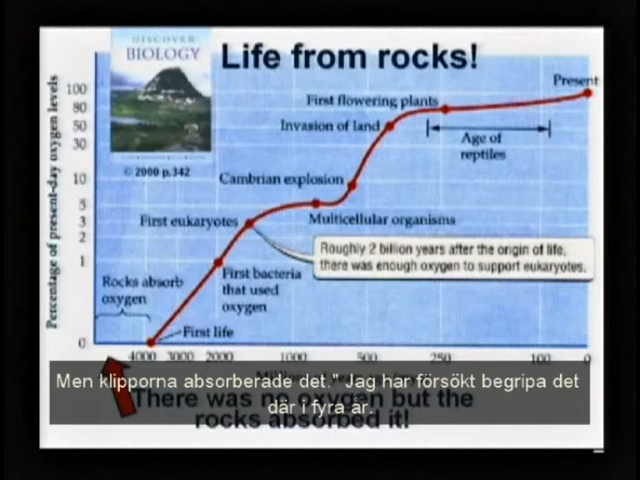 DISCOVER
BIOLOGY
Life from rocks!
Percentage of present-day oxygen levels
100
80
50
30
10
5
3
2
1
0
© 2000 p.342
Present
First flowering plants
Invasion of land
Age of
reptiles
Cambrian explosion
First eukaryotes
Multicellular organisms
Roughly 2 billion years after the origin of life,
there was enough oxygen to support eukaryotes.
Rocks absorb
oxygen
First bacteria
that used
oxygen
First life
4000 3000 2000 1000 500 250 100 0
Men klipporna absorberade det." Jag har försökt begripa det
där i fyra år.
There was no oxygen but the
rocks absorbed it!